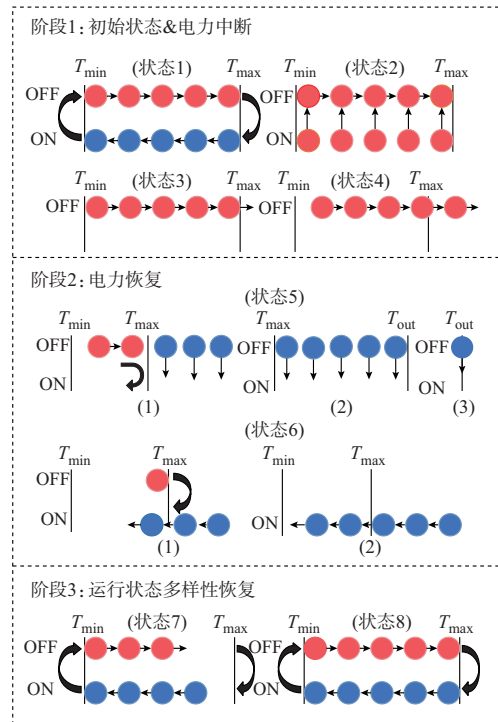 阶段1：初始状态&电力中断
Tmin (状态1) Tmax Tmin (状态2) Tmax
OFF OFF
ON ON
Tmin (状态3) Tmax Tmin (状态4) Tmax
OFF OFF
阶段2：电力恢复
(状态5)
Tmin Tmax Tmax Tout Tout
OFF OFF OFF
ON ON ON
(1) (2) (3)
(状态6)
Tmin Tmax Tmin Tmax
OFF
ON ON
(1) (2)
阶段3：运行状态多样性恢复
Tmin (状态7) Tmax Tmin (状态8) Tmax
OFF OFF
ON ON